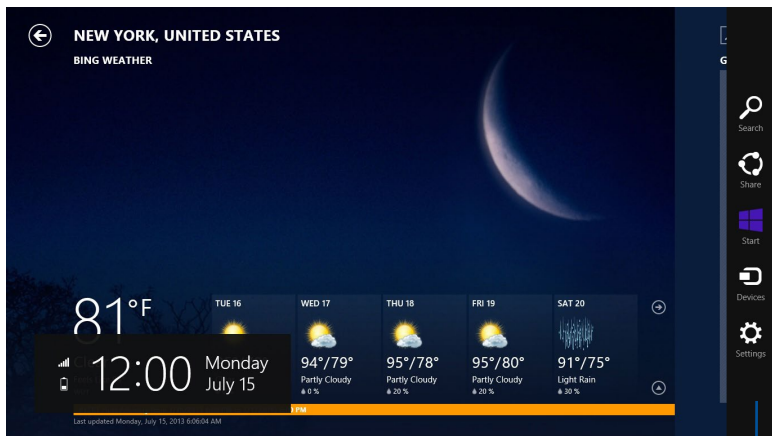 NEW YORK, UNITED STATES
BING WEATHER
G
Search
Share
Start
Devices
Settings
81°F
TUE 16
WED 17
94°/79°
Partly Cloudy
0 %
THU 18
95°/78°
Partly Cloudy
20 %
FRI 19
95°/80°
Partly Cloudy
20 %
SAT 20
91°/75°
Light Rain
30 %
12:00 Monday
July 15
PM
Last updated Monday, July 15, 2013 6:06:04 AM